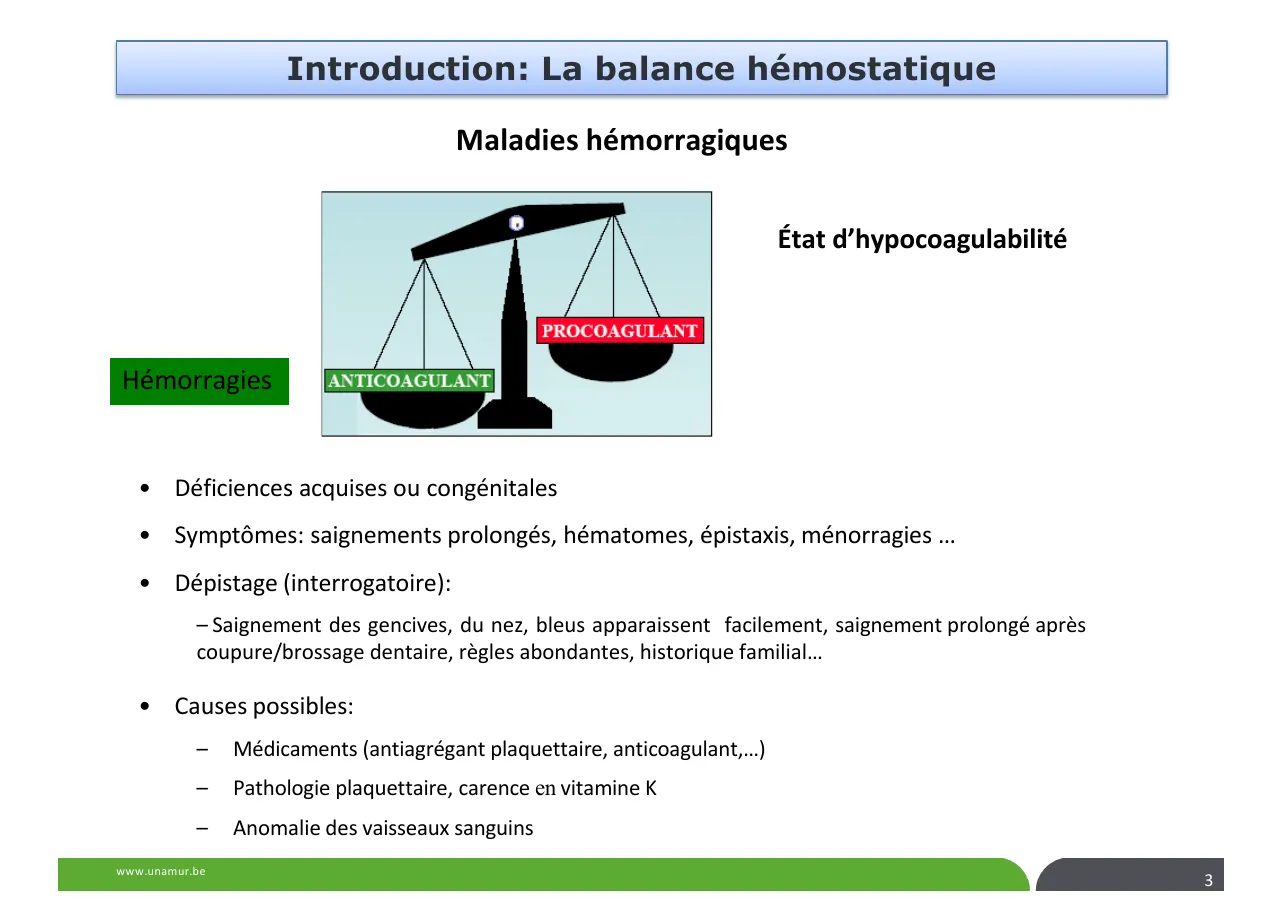 Introduction: La balance hémostatique
Maladies hémorragiques
État d’hypocoagulabilité
PROCOAGULANT
Hémorragies
ANTICOAGULANT
• Déficiences acquises ou congénitales
• Symptômes: saignements prolongés, hématomes, épistaxis, ménorragies …
• Dépistage (interrogatoire):
– Saignement des gencives, du nez, bleus apparaissent facilement, saignement prolongé après
coupure/brossage dentaire, règles abondantes, historique familial…
• Causes possibles:
– Médicaments (antiagrégant plaquettaire, anticoagulant,…)
– Pathologie plaquettaire, carence en vitamine K
– Anomalie des vaisseaux sanguins
www.unamur.be
3